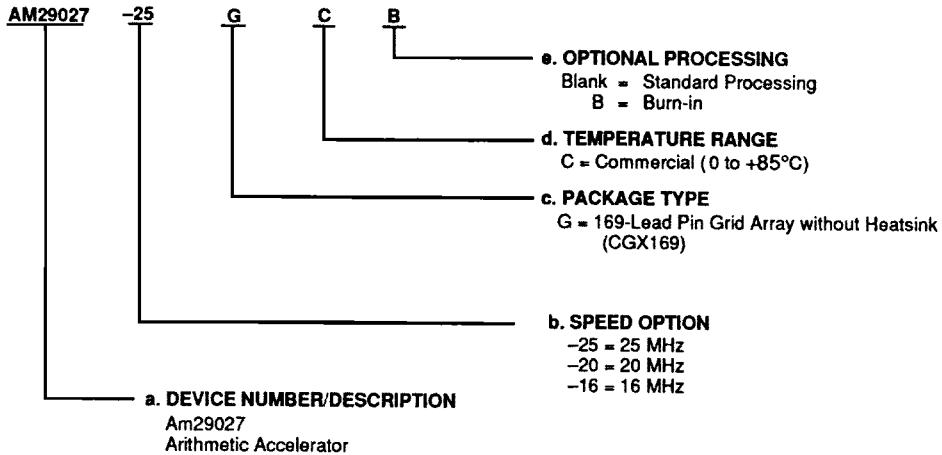 AM29027 –25 G C B
e. OPTIONAL PROCESSING
Blank = Standard Processing
B = Burn-in
d. TEMPERATURE RANGE
C = Commercial (0 to +85°C)
c. PACKAGE TYPE
G = 169-Lead Pin Grid Array without Heatsink
(CGX169)
b. SPEED OPTION
–25 = 25 MHz
–20 = 20 MHz
–16 = 16 MHz
a. DEVICE NUMBER/DESCRIPTION
Am29027
Arithmetic Accelerator